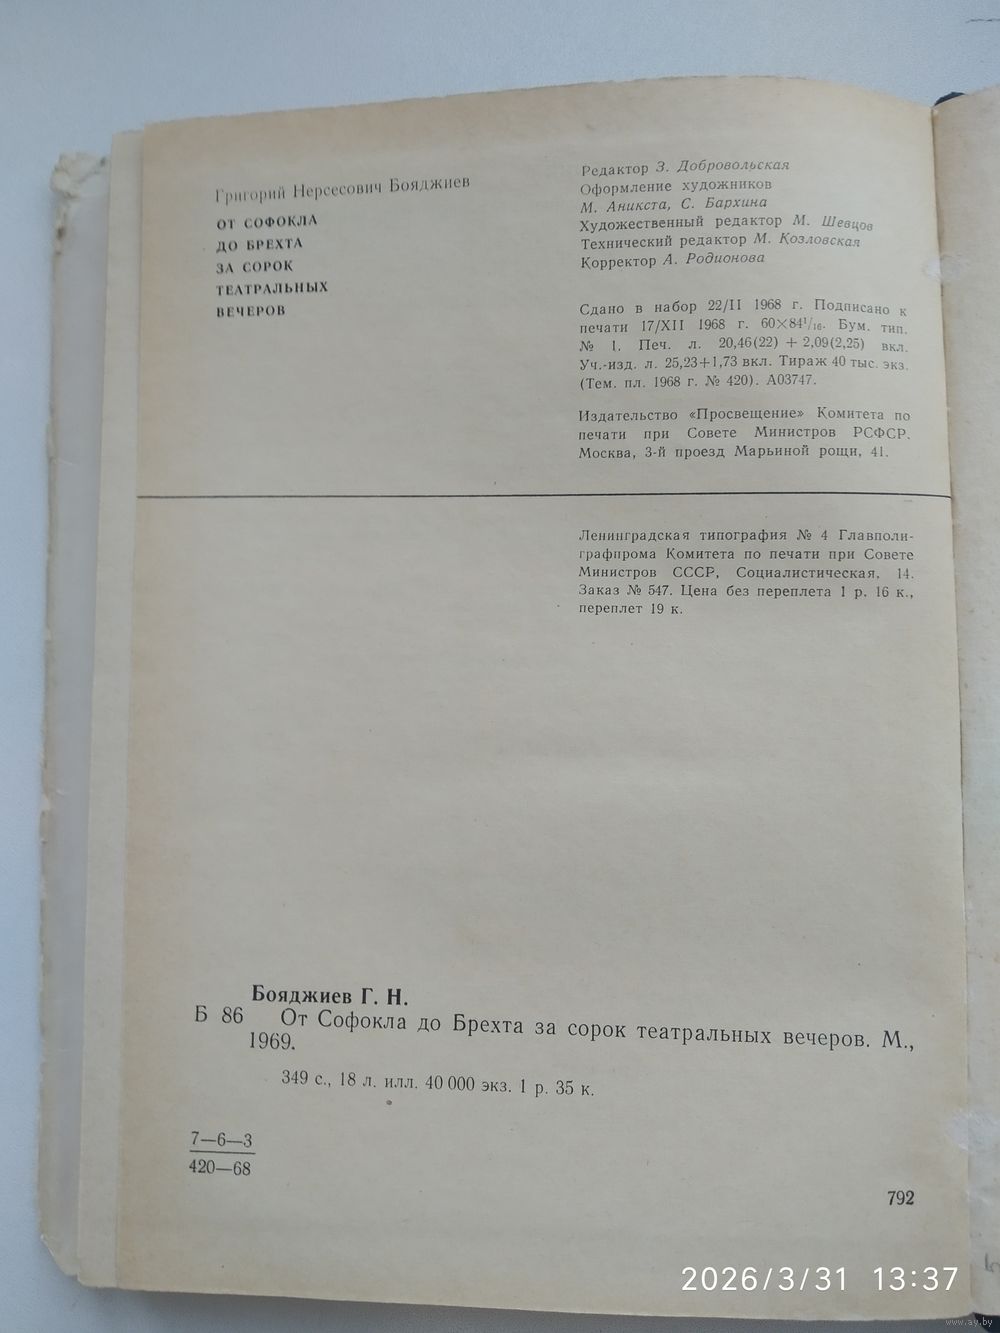 Григорий Нерсесович Бояджиев
ОТ СОФОКЛА
ДО БРЕХТА
ЗА СОРОК
ТЕАТРАЛЬНЫХ
ВЕЧЕРОВ
Редактор З. Добровольская
Оформление художников
М. Аникста, С. Бархина
Художественный редактор М. Шевцов
Технический редактор М. Козловская
Корректор А. Родионова
Сдано в набор 22/II 1968 г. Подписано к
печати 17/XII 1968 г. 60×84¹/₁₆. Бум. тип.
№ 1. Печ. л. 20,46(22) + 2,09(2,25) вкл.
Уч.-изд. л. 25,23+1,73 вкл. Тираж 40 тыс. экз.
(Тем. пл. 1968 г. № 420). А03747.
Издательство «Просвещение» Комитета по
печати при Совете Министров РСФСР.
Москва, 3-й проезд Марьиной рощи, 41.
Ленинградская типография № 4 Главполи-
графпрома Комитета по печати при Совете
Министров СССР, Социалистическая, 14.
Заказ № 547. Цена без переплета 1 р. 16 к.,
переплет 19 к.
Бояджиев Г. Н.
Б 86 От Софокла до Брехта за сорок театральных вечеров. М.,
1969.
349 с., 18 л. илл. 40 000 экз. 1 р. 35 к.
7—6—3
420—68
792
2026/3/31 13:37
www.ay.by